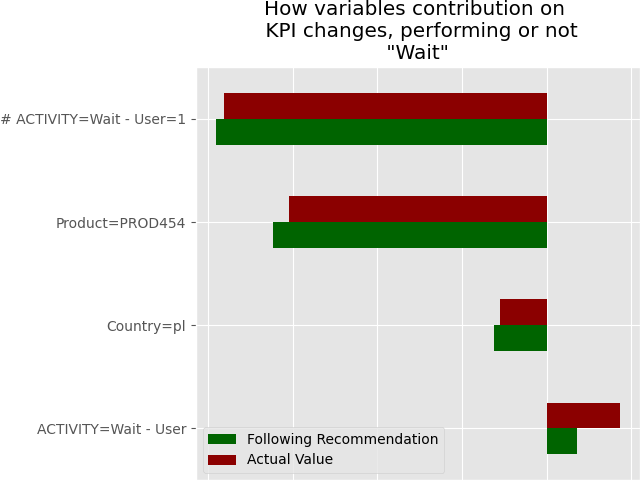 How variables contribution on
KPI changes, performing or not
"Wait"
# ACTIVITY=Wait - User=1
Product=PROD454
Country=pl
ACTIVITY=Wait - User
Following Recommendation
Actual Value